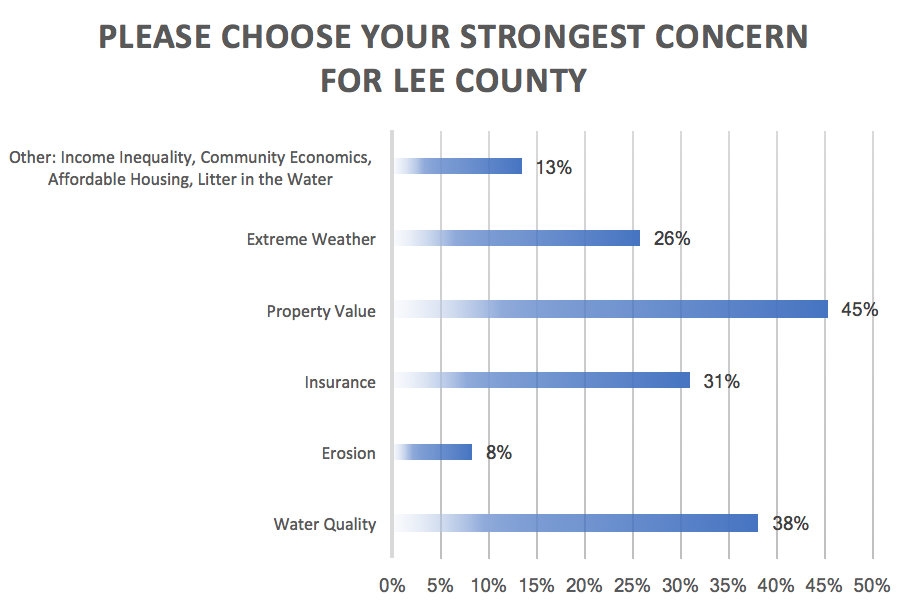 PLEASE CHOOSE YOUR STRONGEST CONCERN
FOR LEE COUNTY
Other: Income Inequality, Community Economics,
Affordable Housing, Litter in the Water
13%
Extreme Weather
26%
Property Value
45%
Insurance
31%
Erosion
8%
Water Quality
38%
0% 5% 10% 15% 20% 25% 30% 35% 40% 45% 50%